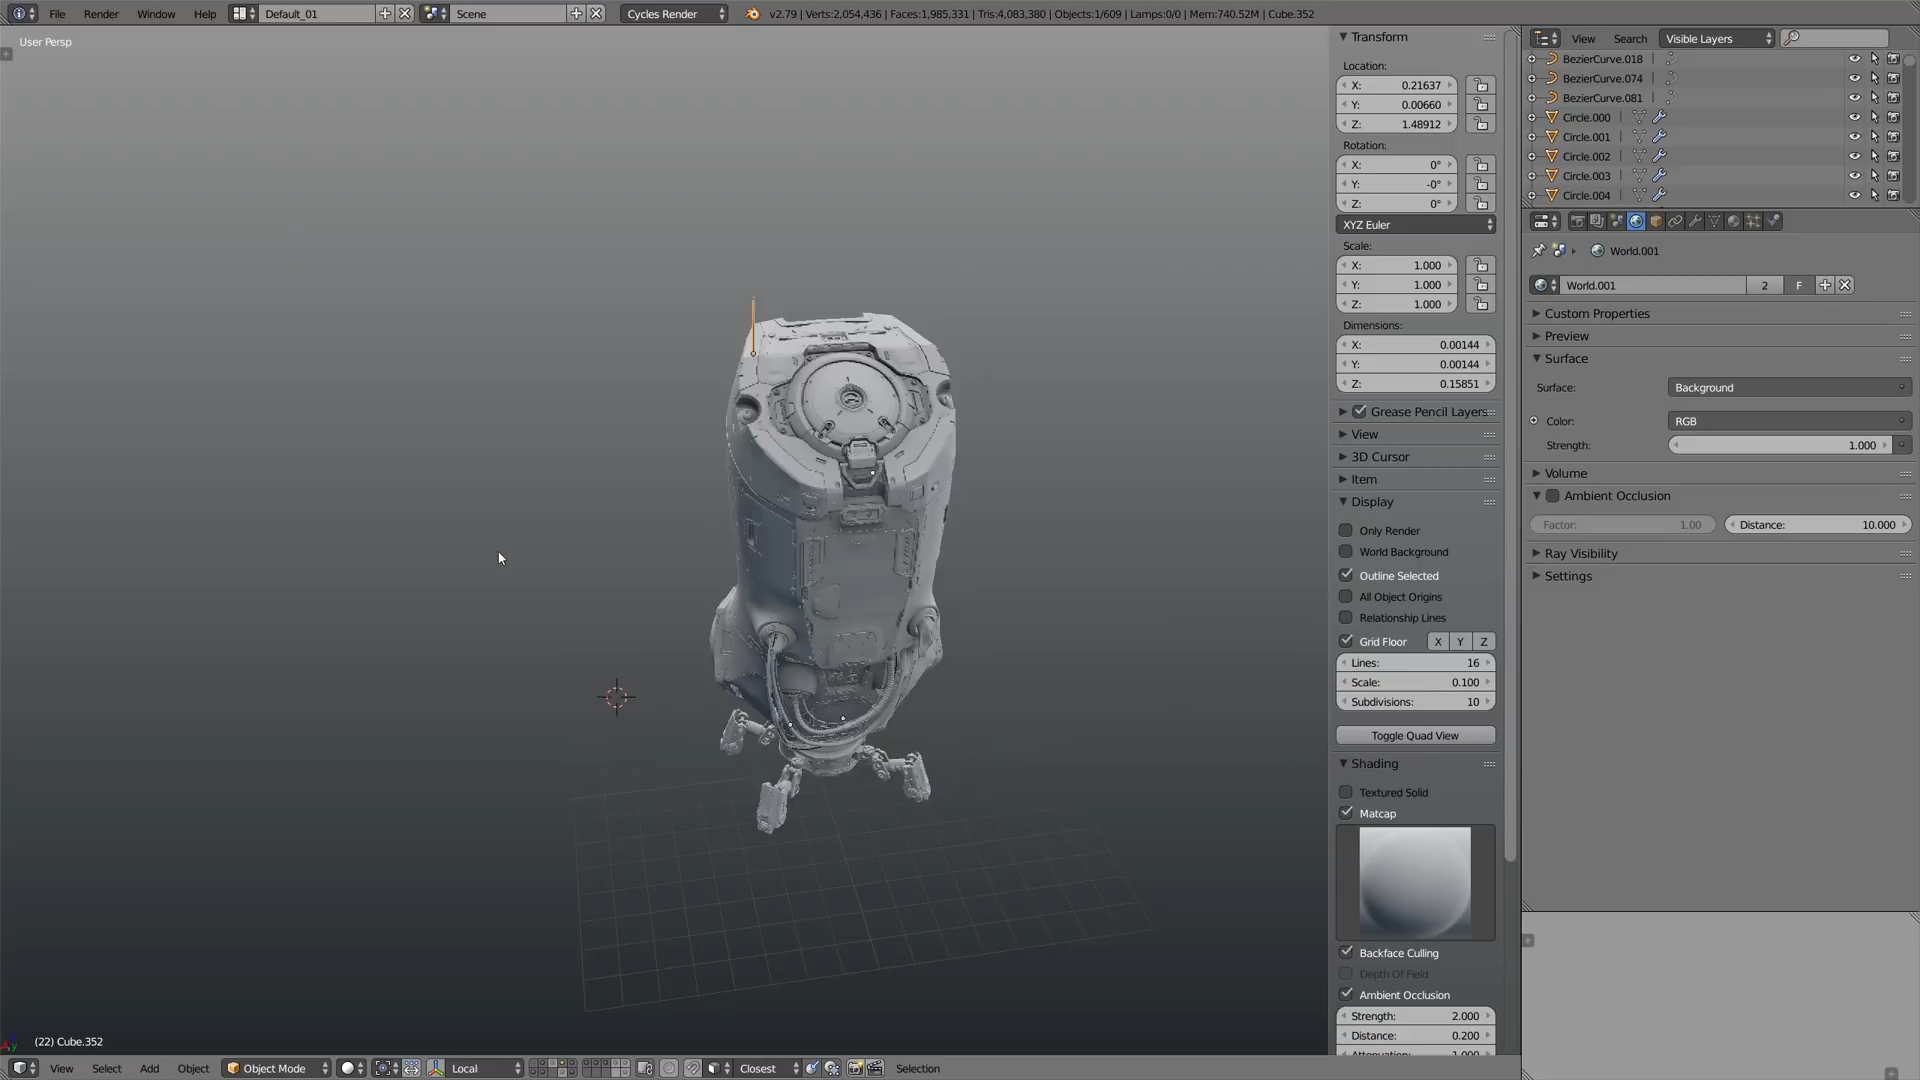 File Render Window Help Default_01 Scene Cycles Render v2.79 | Verts:2,054,436 | Faces:1,985,331 | Tris:4,083,380 | Objects:1/609 | Lamps:0/0 | Mem:740.52M | Cube.352
User Persp
Transform
Location:
X: 0.21637
Y: 0.00660
Z: 1.48912
Rotation:
X: 0°
Y: -0°
Z: 0°
XYZ Euler
Scale:
X: 1.000
Y: 1.000
Z: 1.000
Dimensions:
X: 0.00144
Y: 0.00144
Z: 0.15851
Grease Pencil Layers
View
3D Cursor
Item
Display
Only Render
World Background
Outline Selected
All Object Origins
Relationship Lines
Grid Floor X Y Z
Lines: 16
Scale: 0.100
Subdivisions: 10
Toggle Quad View
Shading
Textured Solid
Matcap
Backface Culling
Depth Of Field
Ambient Occlusion
Strength: 2.000
Distance: 0.200
View Search Visible Layers
BezierCurve.018
BezierCurve.074
BezierCurve.081
Circle.000
Circle.001
Circle.002
Circle.003
Circle.004
World.001
World.001 2 F
Custom Properties
Preview
Surface
Surface: Background
Color: RGB
Strength: 1.000
Volume
Ambient Occlusion
Factor: 1.00 Distance: 10.000
Ray Visibility
Settings
(22) Cube.352
View Select Add Object Object Mode Local Closest Selection